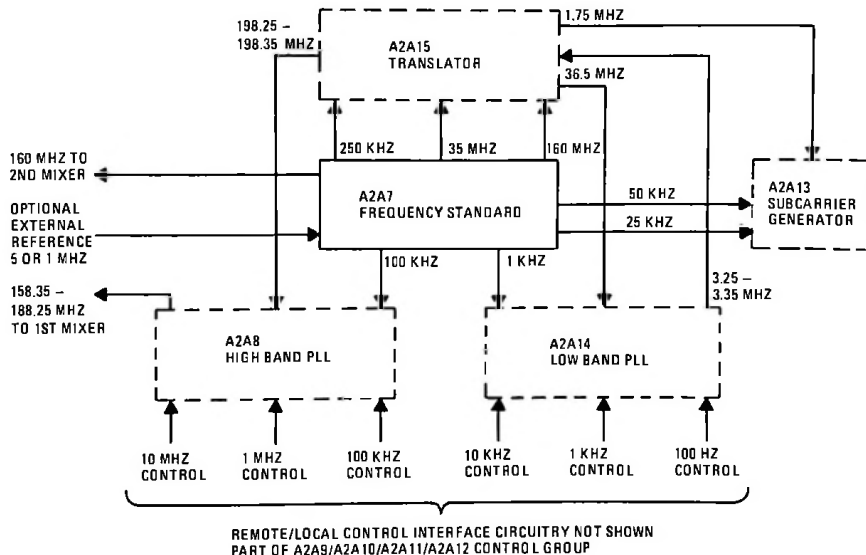 198.25 –
198.35 MHZ
A2A15
TRANSLATOR
1.75 MHZ
36.5 MHZ
250 KHZ
35 MHZ
160 MHZ
160 MHZ TO
2ND MIXER
A2A7
FREQUENCY STANDARD
50 KHZ
25 KHZ
A2A13
SUBCARRIER
GENERATOR
OPTIONAL
EXTERNAL
REFERENCE
5 OR 1 MHZ
100 KHZ
1 KHZ
3.25 –
3.35 MHZ
158.35 –
188.25 MHZ
TO 1ST MIXER
A2A8
HIGH BAND PLL
A2A14
LOW BAND PLL
10 MHZ
CONTROL
1 MHZ
CONTROL
100 KHZ
CONTROL
10 KHZ
CONTROL
1 KHZ
CONTROL
100 HZ
CONTROL
REMOTE/LOCAL CONTROL INTERFACE CIRCUITRY NOT SHOWN
PART OF A2A9/A2A10/A2A11/A2A12 CONTROL GROUP